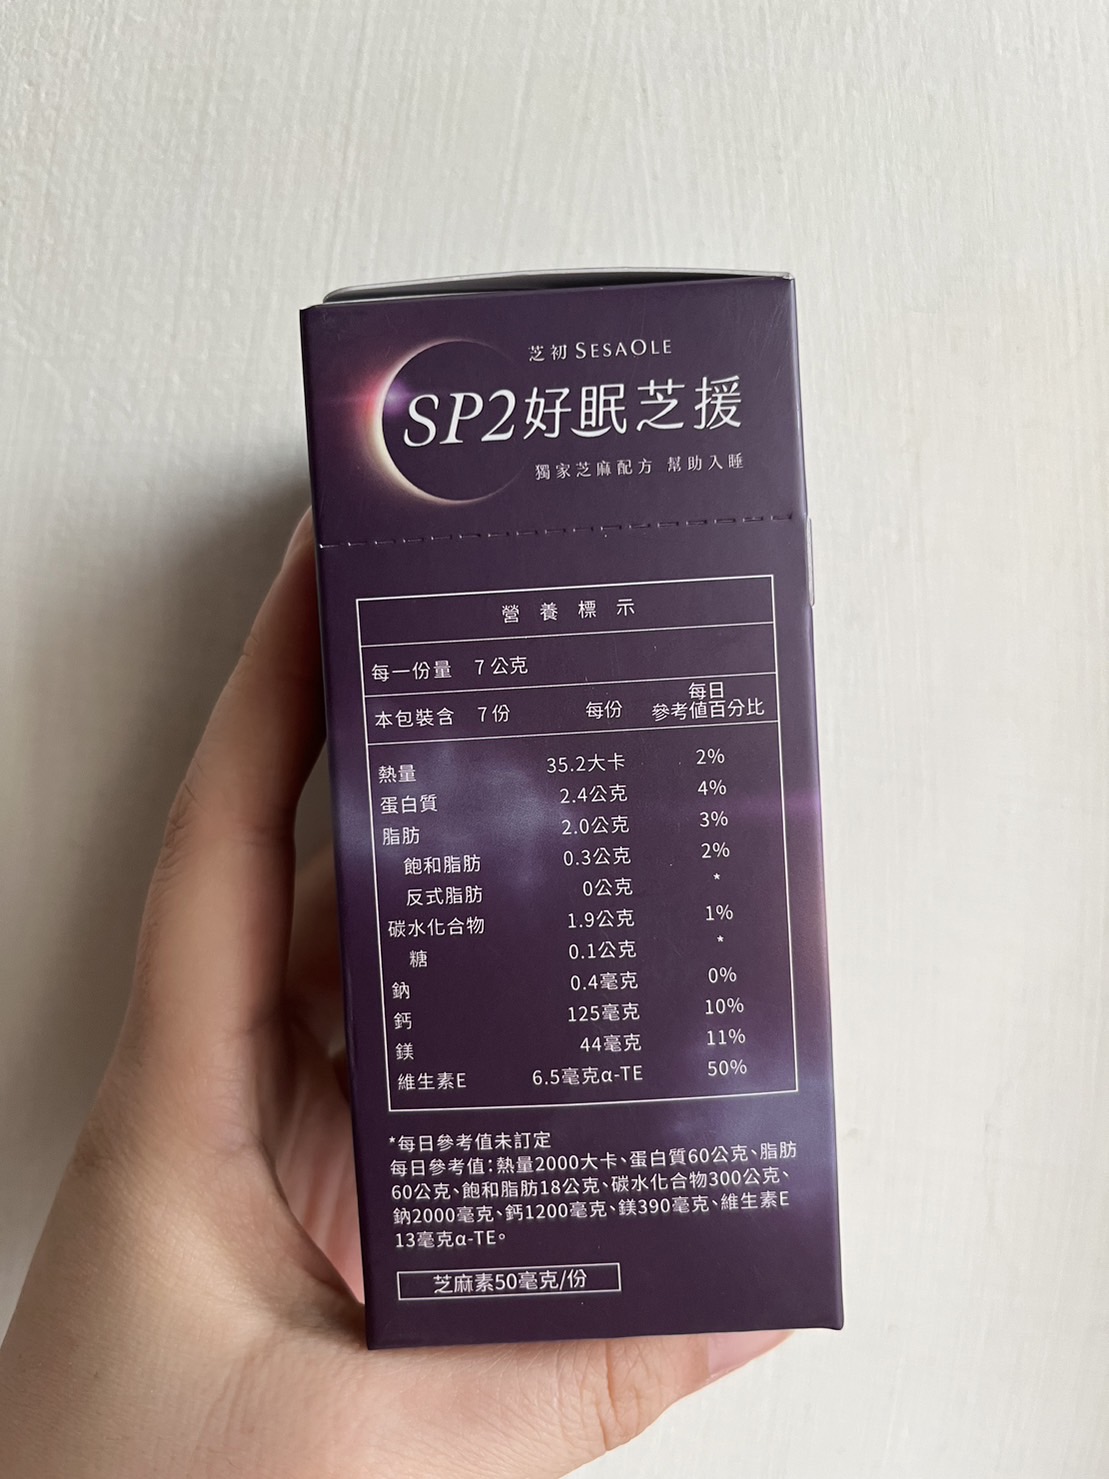 芝初 SESAOLE
SP2好眠芝援
獨家芝麻配方 幫助入睡
營養標示
每一份量 7公克
本包裝含 7份 每份 每日參考值百分比
熱量 35.2大卡 2%
蛋白質 2.4公克 4%
脂肪 2.0公克 3%
飽和脂肪 0.3公克 2%
反式脂肪 0公克 *
碳水化合物 1.9公克 1%
糖 0.1公克 *
鈉 0.4毫克 0%
鈣 125毫克 10%
鎂 44毫克 11%
維生素E 6.5毫克α-TE 50%
*每日參考值未訂定
每日參考值:熱量2000大卡、蛋白質60公克、脂肪
60公克、飽和脂肪18公克、碳水化合物300公克、
鈉2000毫克、鈣1200毫克、鎂390毫克、維生素E
13毫克α-TE。
芝麻素50毫克/份